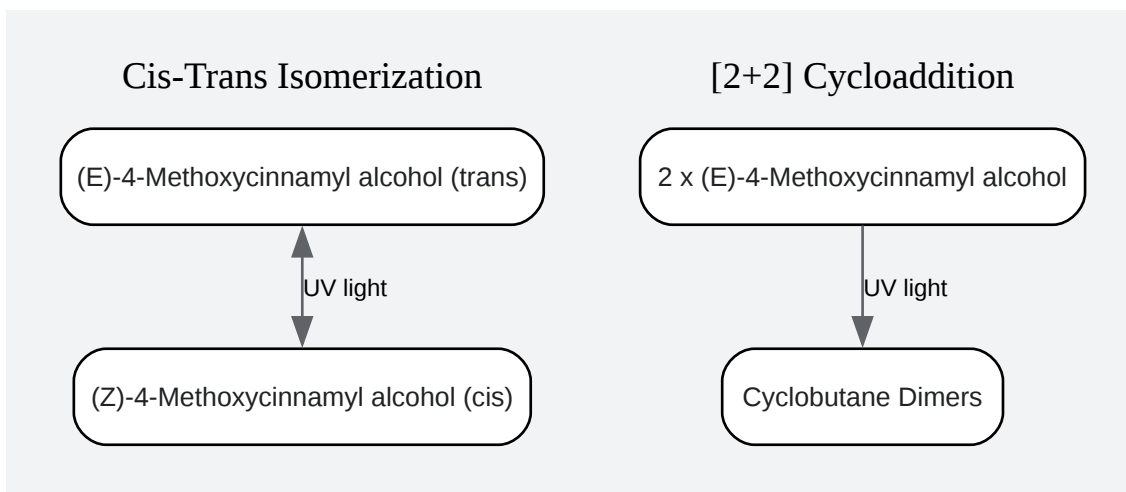 Cis-Trans Isomerization
(E)-4-Methoxycinnamyl alcohol (trans)
UV light
(Z)-4-Methoxycinnamyl alcohol (cis)
[2+2] Cycloaddition
2 x (E)-4-Methoxycinnamyl alcohol
UV light
Cyclobutane Dimers